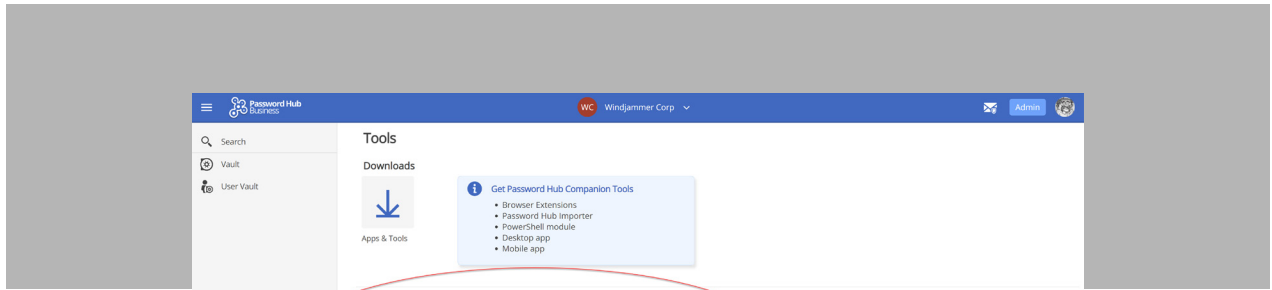 Password Hub
Business
WC Windjammer Corp
Admin
Search
Vault
User Vault
Tools
Downloads
Apps & Tools
Get Password Hub Companion Tools
• Browser Extensions
• Password Hub Importer
• PowerShell module
• Desktop app
• Mobile app